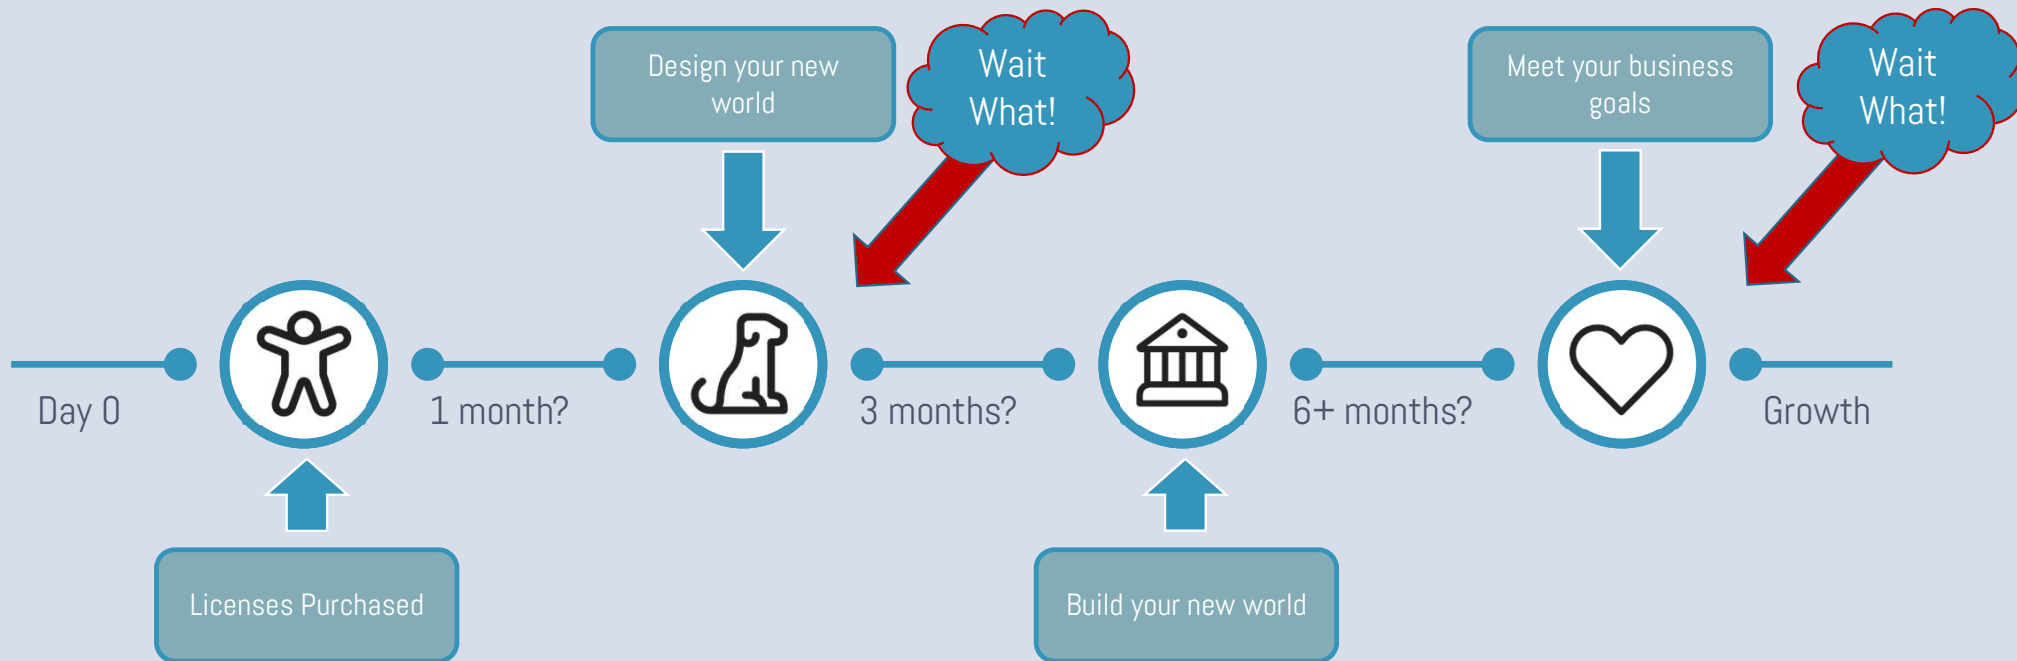 Design your new
world
Wait
What!
Meet your business
goals
Wait
What!
Day 0
1 month?
3 months?
6+ months?
Growth
Licenses Purchased
Build your new world